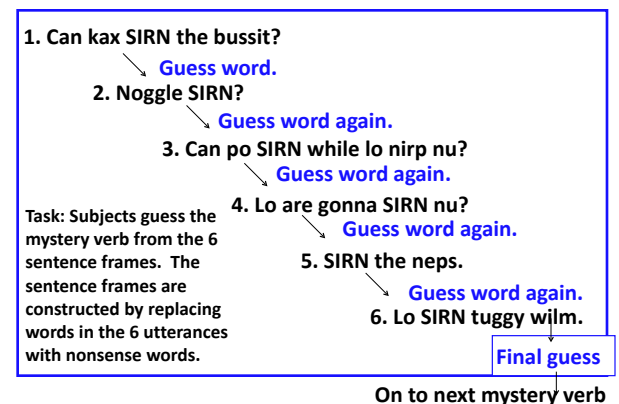 1. Can kax SIRN the bussit?
Guess word.
2. Noggle SIRN?
Guess word again.
3. Can po SIRN while lo nirp nu?
Guess word again.
4. Lo are gonna SIRN nu?
Guess word again.
5. SIRN the neps.
Guess word again.
6. Lo SIRN tuggy wilm.
Final guess
On to next mystery verb
Task: Subjects guess the
mystery verb from the 6
sentence frames.  The
sentence frames are
constructed by replacing
words in the 6 utterances
with nonsense words.